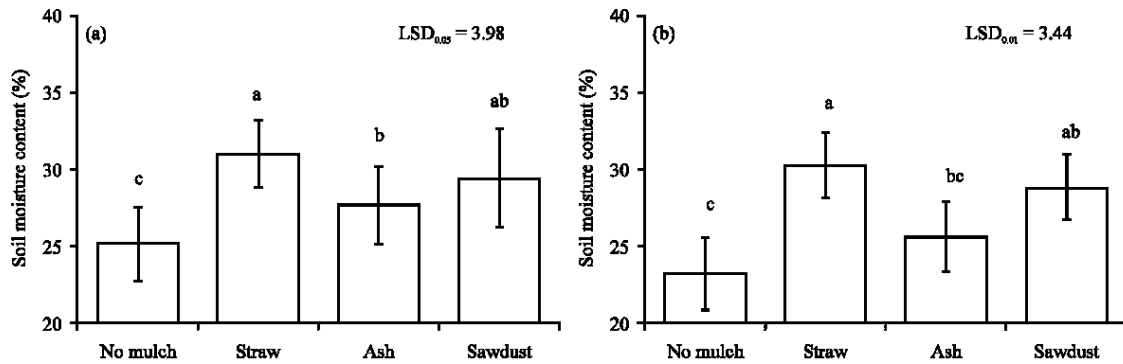 (a)
LSD0.05 = 3.98
Soil moisture content (%)
40
35
30
25
20
c
a
b
ab
No mulch Straw Ash Sawdust
(b)
LSD0.01 = 3.44
Soil moisture content (%)
40
35
30
25
20
c
a
bc
ab
No mulch Straw Ash Sawdust